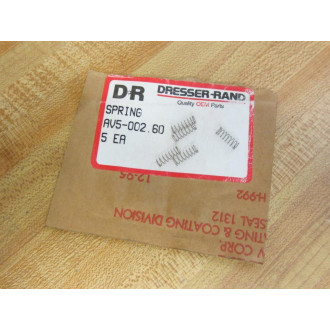 D-R DRESSER-RAND
Quality OEM Parts
SPRING
AV5-002.60
5 EA
12-95
H-992
SEAL 1312
TING & COATING DIVISION
V CORP.